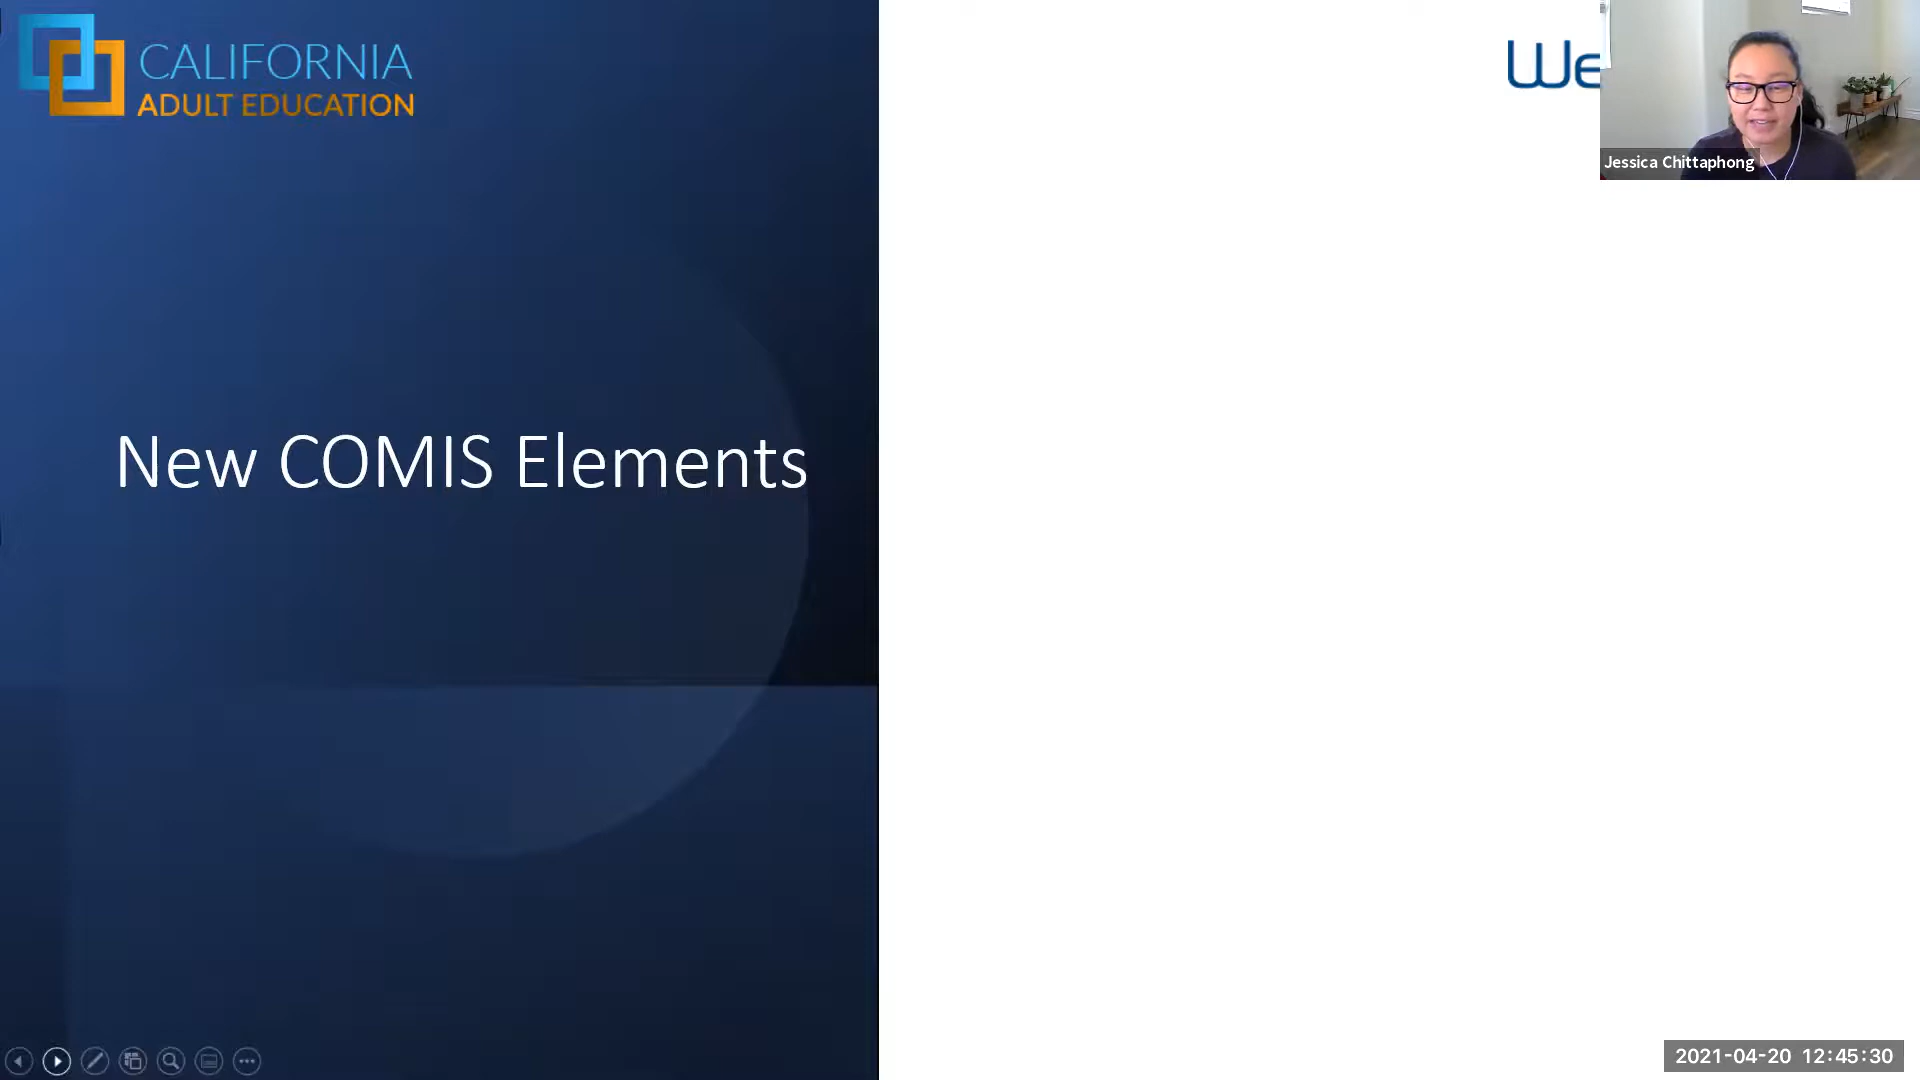 CALIFORNIA
ADULT EDUCATION
We
Jessica Chittaphong
New COMIS Elements
2021-04-20 12:45:30